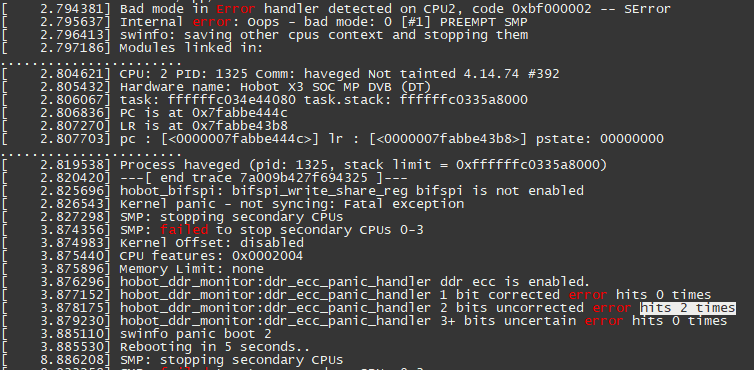 [    2.794381] Bad mode in Error handler detected on CPU2, code 0xbf000002 -- SError
[    2.795637] Internal error: Oops - bad mode: 0 [#1] PREEMPT SMP
[    2.796413] swinfo: saving other cpus context and stopping them
[    2.797186] Modules linked in:
........................
[    2.804621] CPU: 2 PID: 1325 Comm: haveged Not tainted 4.14.74 #392
[    2.805432] Hardware name: Hobot X3 SOC MP DVB (DT)
[    2.806067] task: ffffffc034e44080 task.stack: ffffffc0335a8000
[    2.806836] PC is at 0x7fabbe444c
[    2.807270] LR is at 0x7fabbe43b8
[    2.807703] pc : [<0000007fabbe444c>] lr : [<0000007fabbe43b8>] pstate: 00000000
........................
[    2.819538] Process haveged (pid: 1325, stack limit = 0xffffffc0335a8000)
[    2.820420] ---[ end trace 7a009b427f694325 ]---
[    2.825696] hobot_bifspi: bifspi_write_share_reg bifspi is not enabled
[    2.826543] Kernel panic - not syncing: Fatal exception
[    2.827298] SMP: stopping secondary CPUs
[    3.874356] SMP: failed to stop secondary CPUs 0-3
[    3.874983] Kernel Offset: disabled
[    3.875440] CPU features: 0x0002004
[    3.875896] Memory Limit: none
[    3.876296] hobot_ddr_monitor:ddr_ecc_panic_handler ddr ecc is enabled.
[    3.877152] hobot_ddr_monitor:ddr_ecc_panic_handler 1 bit corrected error hits 0 times
[    3.878175] hobot_ddr_monitor:ddr_ecc_panic_handler 2 bits uncorrected error hits 2 times
[    3.879230] hobot_ddr_monitor:ddr_ecc_panic_handler 3+ bits uncertain error hits 0 times
[    3.885110] swinfo panic boot 2
[    3.885530] Rebooting in 5 seconds..
[    8.886208] SMP: stopping secondary CPUs